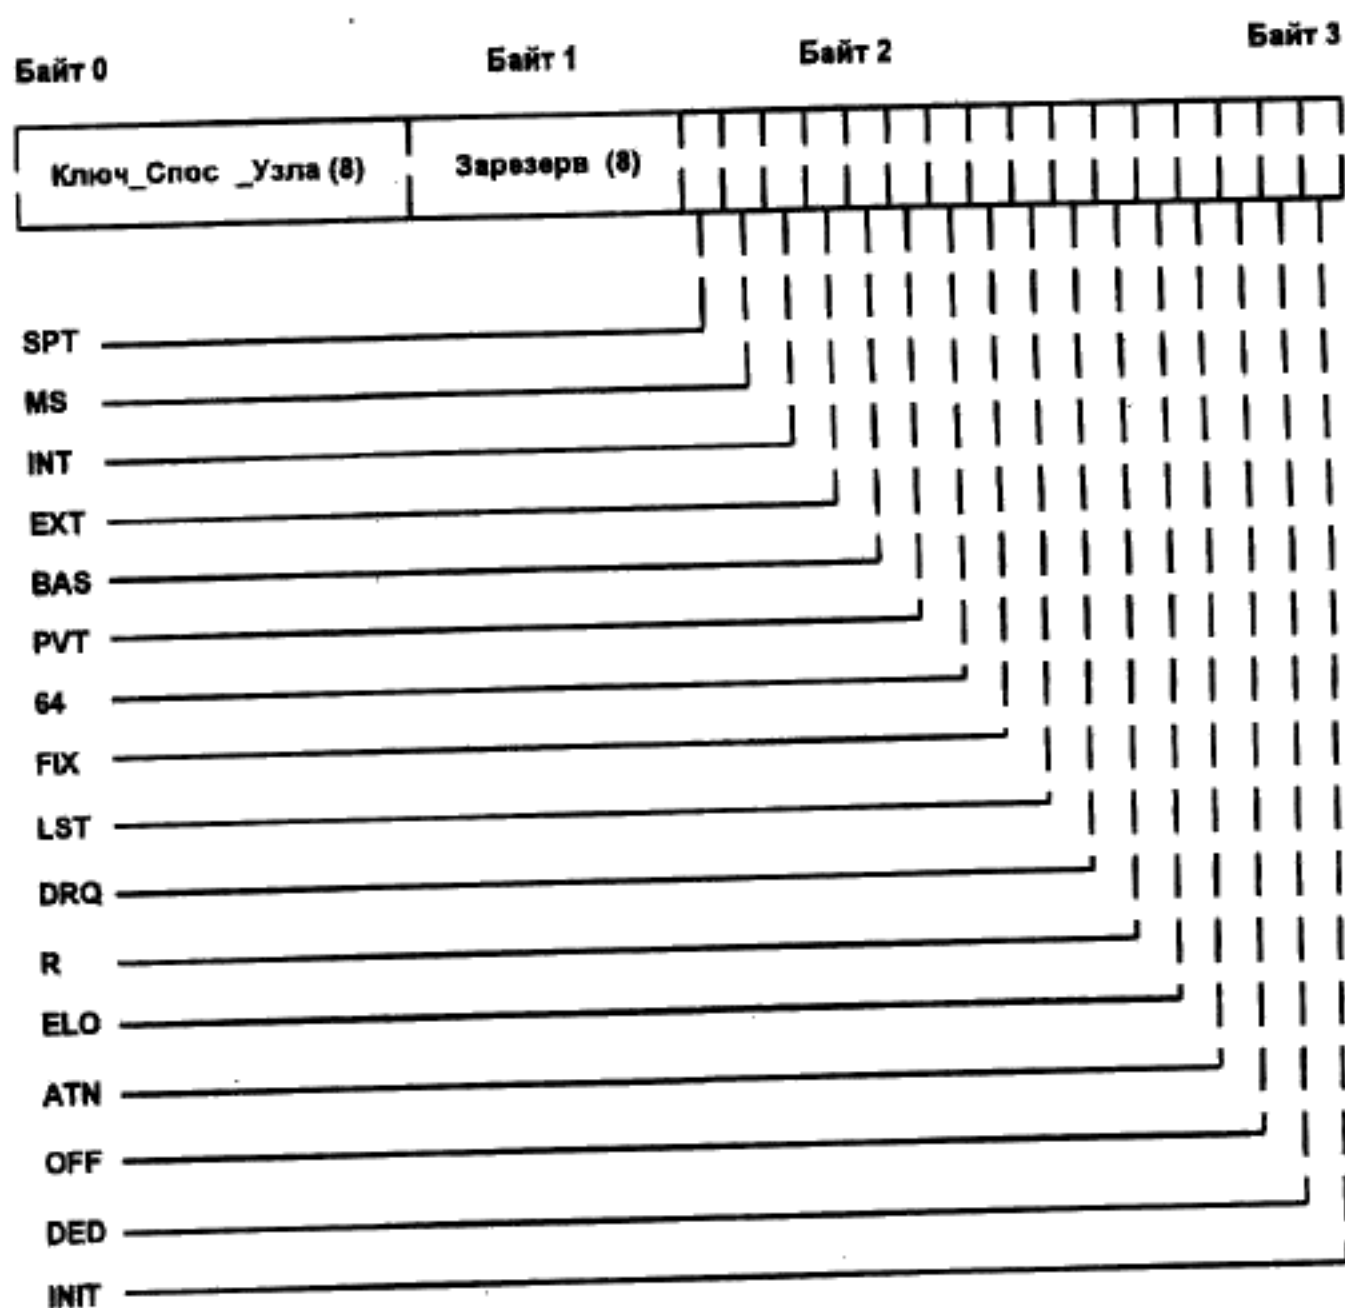 Байт 0 Байт 1 Байт 2 Байт 3
Ключ_Спос _Узла (8) Зарезерв (8)
SPT
MS
INT
EXT
BAS
PVT
64
FIX
LST
DRQ
R
ELO
ATN
OFF
DED
INIT